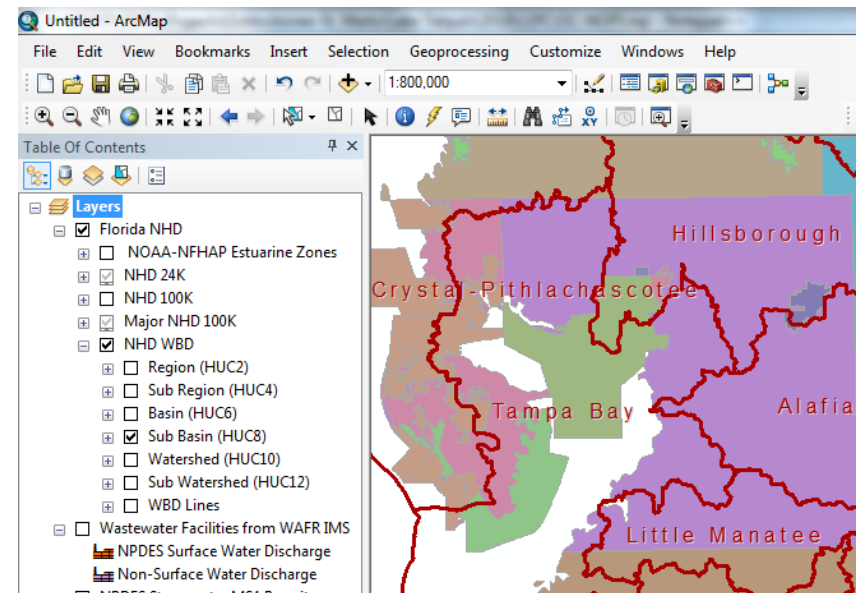 Untitled - ArcMap
File Edit View Bookmarks Insert Selection Geoprocessing Customize Windows Help
1:800,000
Table Of Contents
Layers
Florida NHD
NOAA-NFHAP Estuarine Zones
NHD 24K
NHD 100K
Major NHD 100K
NHD WBD
Region (HUC2)
Sub Region (HUC4)
Basin (HUC6)
Sub Basin (HUC8)
Watershed (HUC10)
Sub Watershed (HUC12)
WBD Lines
Wastewater Facilities from WAFR IMS
NPDES Surface Water Discharge
Non-Surface Water Discharge
Hillsborough
Crystal-Pithlachascotee
Tampa Bay
Alafia
Little Manatee